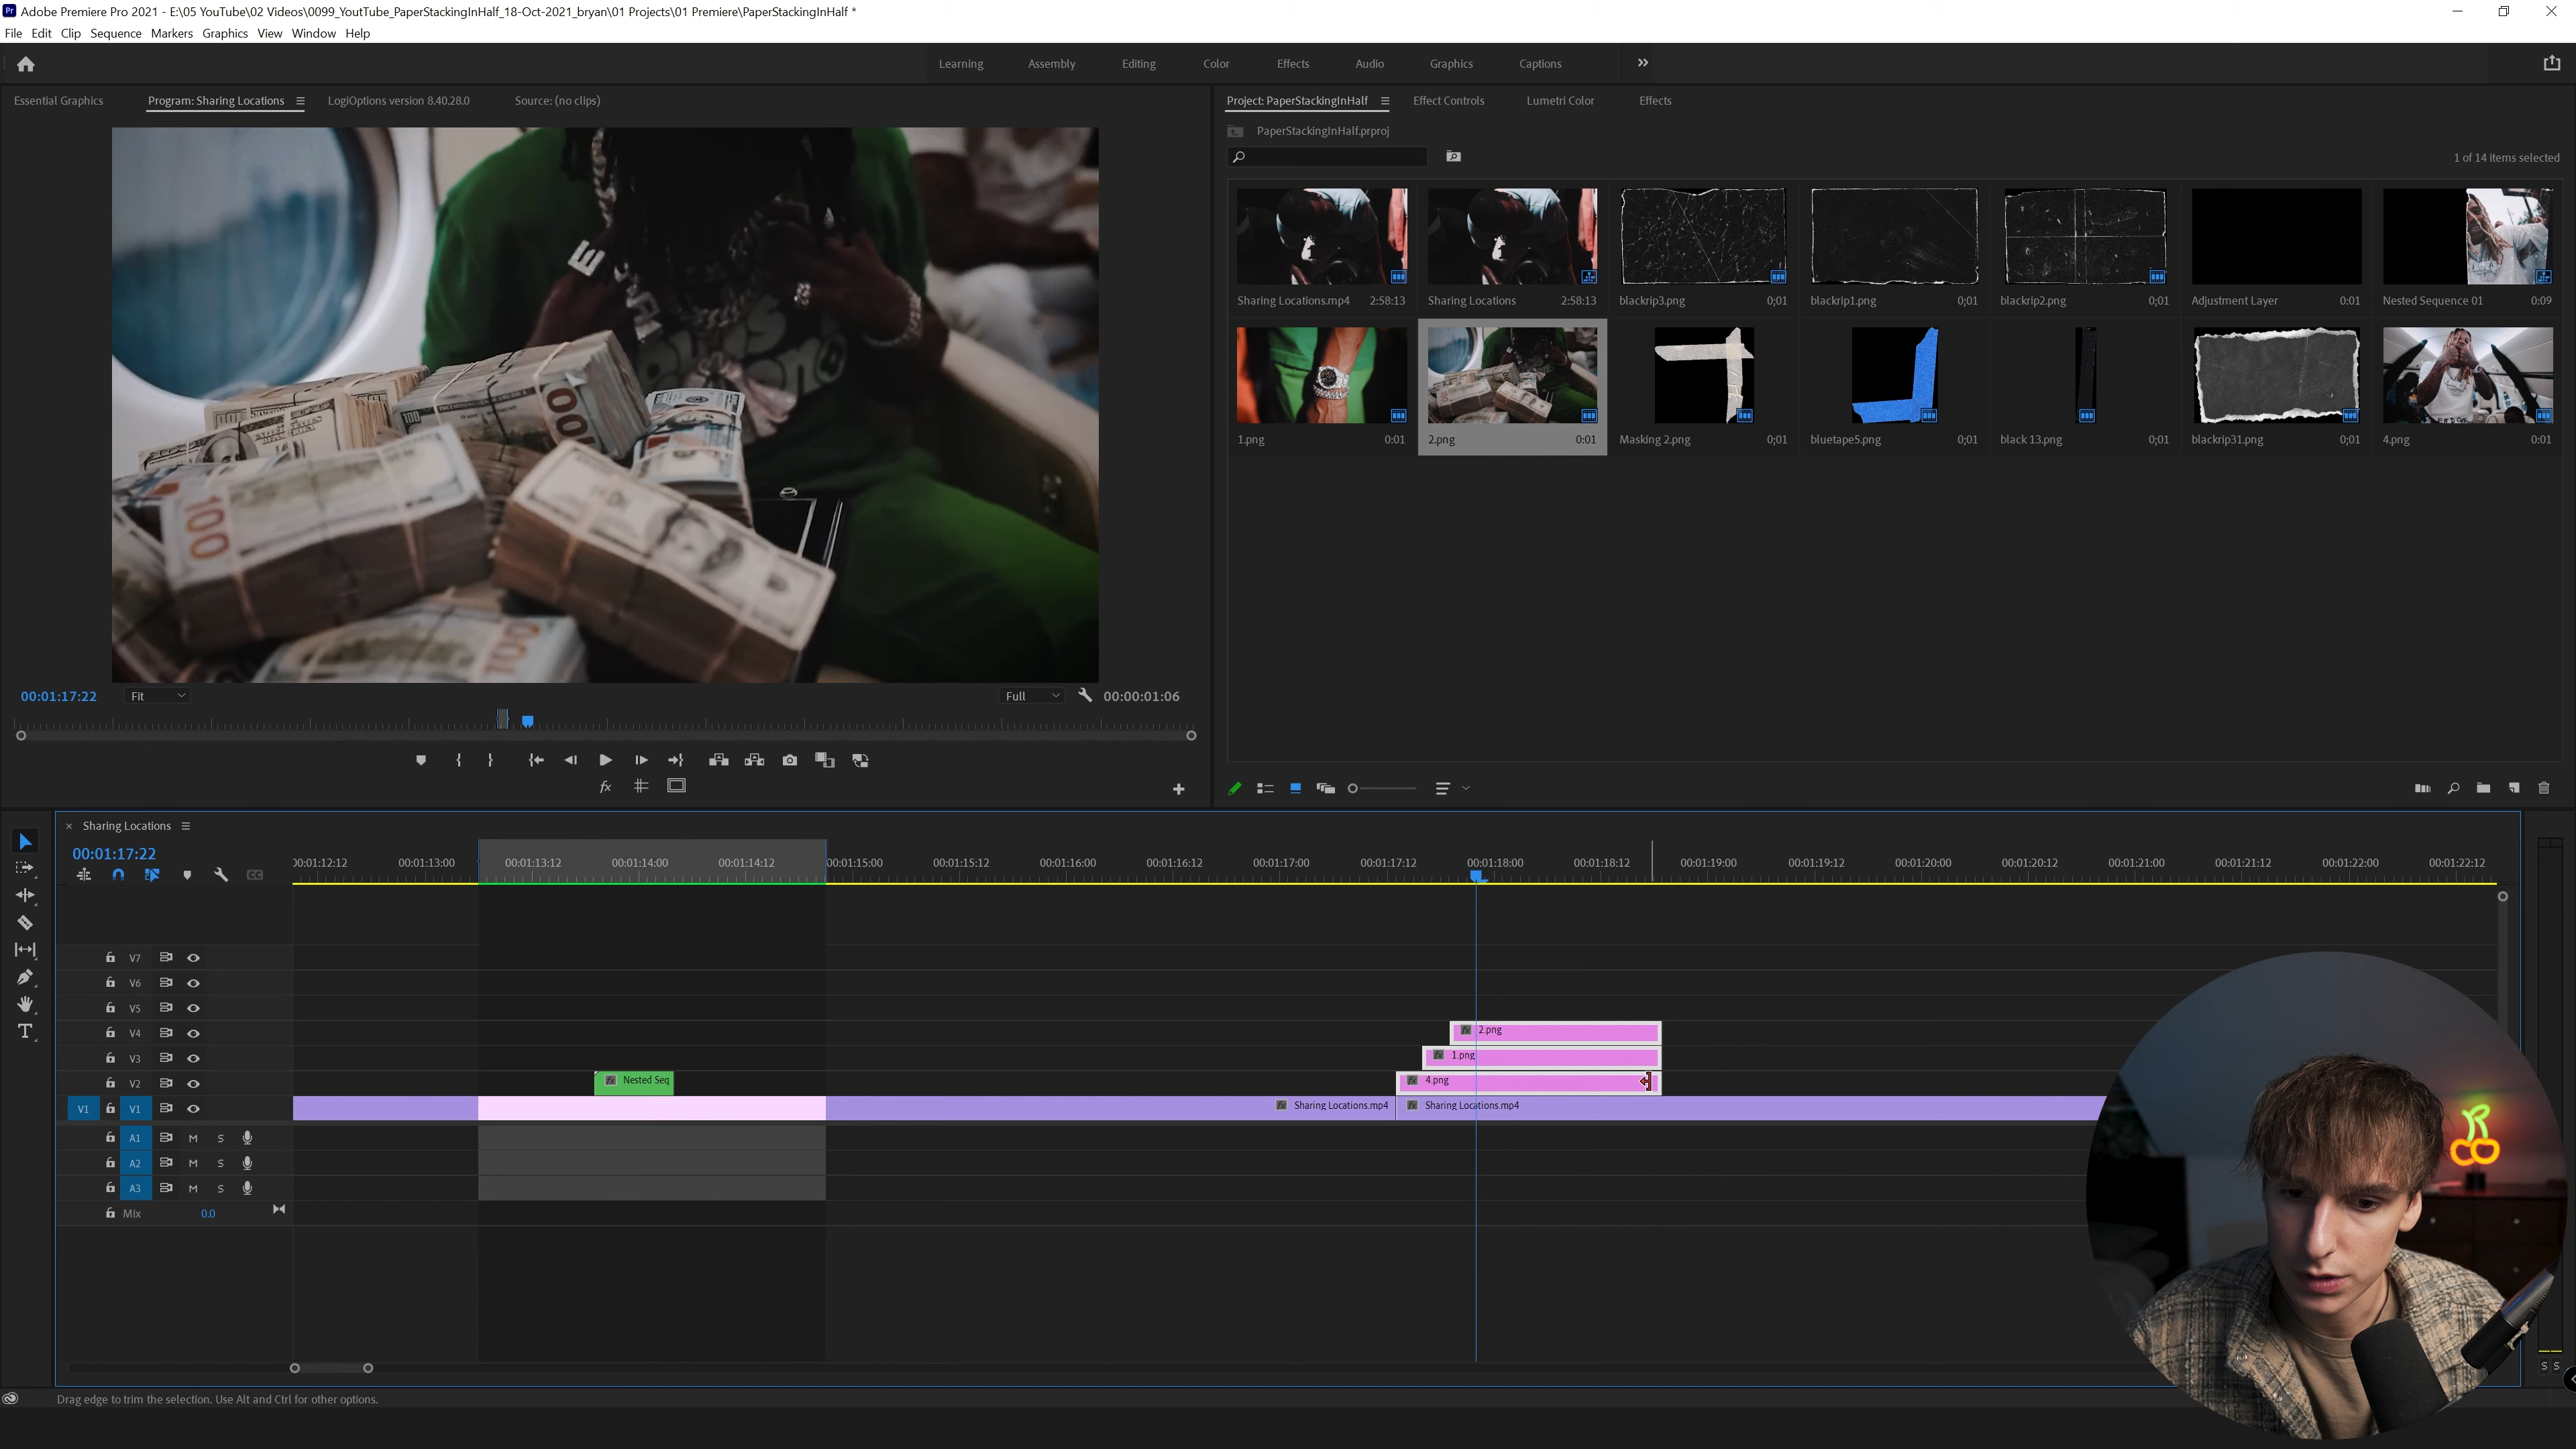 Adobe Premiere Pro 2021 - E:\05 YouTube\02 Videos\0099_YoutTube_PaperStackingInHalf_18-Oct-2021_bryan\01 Projects\01 Premiere\PaperStackingInHalf *
File Edit Clip Sequence Markers Graphics View Window Help
Learning Assembly Editing Color Effects Audio Graphics Captions
Essential Graphics Program: Sharing Locations LogiOptions version 8.40.28.0 Source: (no clips)
Project: PaperStackingInHalf Effect Controls Lumetri Color Effects
PaperStackingInHalf.prproj
1 of 14 items selected
Sharing Locations.mp4 2:58:13 Sharing Locations 2:58:13 blackrip3.png 0;01 blackrip1.png 0;01 blackrip2.png 0;01 Adjustment Layer 0:01 Nested Sequence 01 0:09
1.png 0:01 2.png 0:01 Masking 2.png 0;01 bluetape5.png 0;01 black 13.png 0;01 blackrip31.png 0;01 4.png 0:01
100
100
00:01:17:22 Fit Full 00:00:01:06
fx
Sharing Locations
00:01:17:22
00:01:12:12 00:01:13:00 00:01:13:12 00:01:14:00 00:01:14:12 00:01:15:00 00:01:15:12 00:01:16:00 00:01:16:12 00:01:17:00 00:01:17:12 00:01:18:00 00:01:18:12 00:01:19:00 00:01:19:12 00:01:20:00 00:01:20:12 00:01:21:00 00:01:21:12 00:01:22:00 00:01:22:12
V7
V6
V5
V4 fx 2.png
V3 fx 1.png
V2 fx Nested Seq fx 4.png
V1 V1 fx Sharing Locations.mp4 fx Sharing Locations.mp4
A1 M S
A2 M S
A3 M S
Mix 0.0
S S
Drag edge to trim the selection. Use Alt and Ctrl for other options.